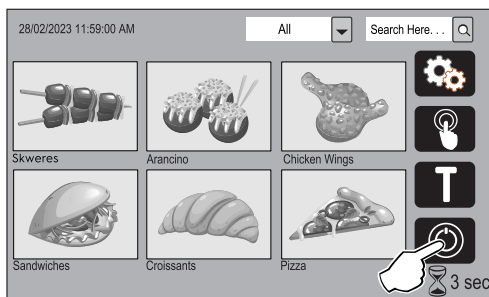 28/02/2023 11:59:00 AM
All
Search Here. . .
Skweres
Arancino
Chicken Wings
T
Sandwiches
Croissants
Pizza
3 sec